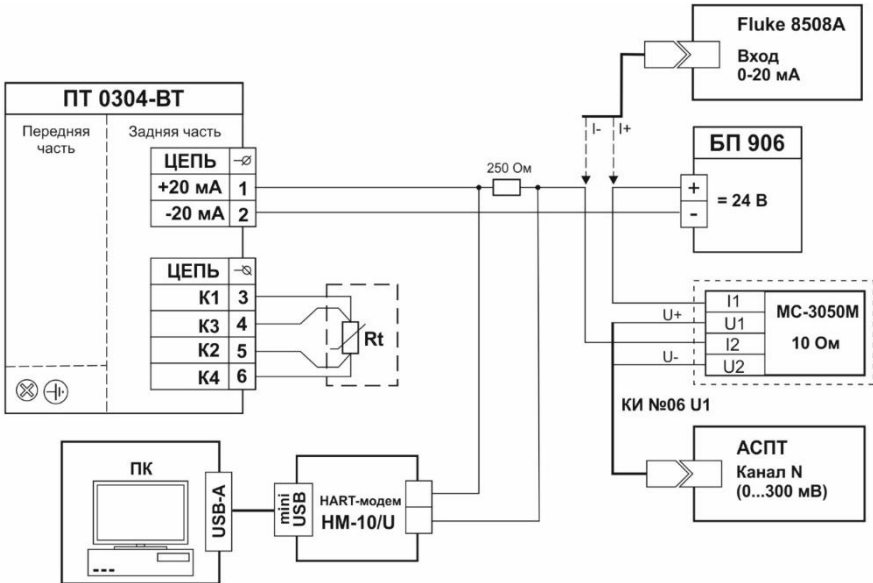 Fluke 8508A
Вход
0-20 мА
I-
I+
ПТ 0304-ВТ
Передняя
часть
Задняя часть
ЦЕПЬ
+20 мА 1
-20 мА 2
250 Ом
БП 906
+
= 24 В
-
ЦЕПЬ
К1 3
К3 4
К2 5
К4 6
Rt
I1
U+
U1
I2
U-
U2
МС-3050М
10 Ом
КИ №06 U1
АСПТ
Канал N
(0...300 мВ)
ПК
USB-A
mini
USB
HART-модем
НМ-10/U